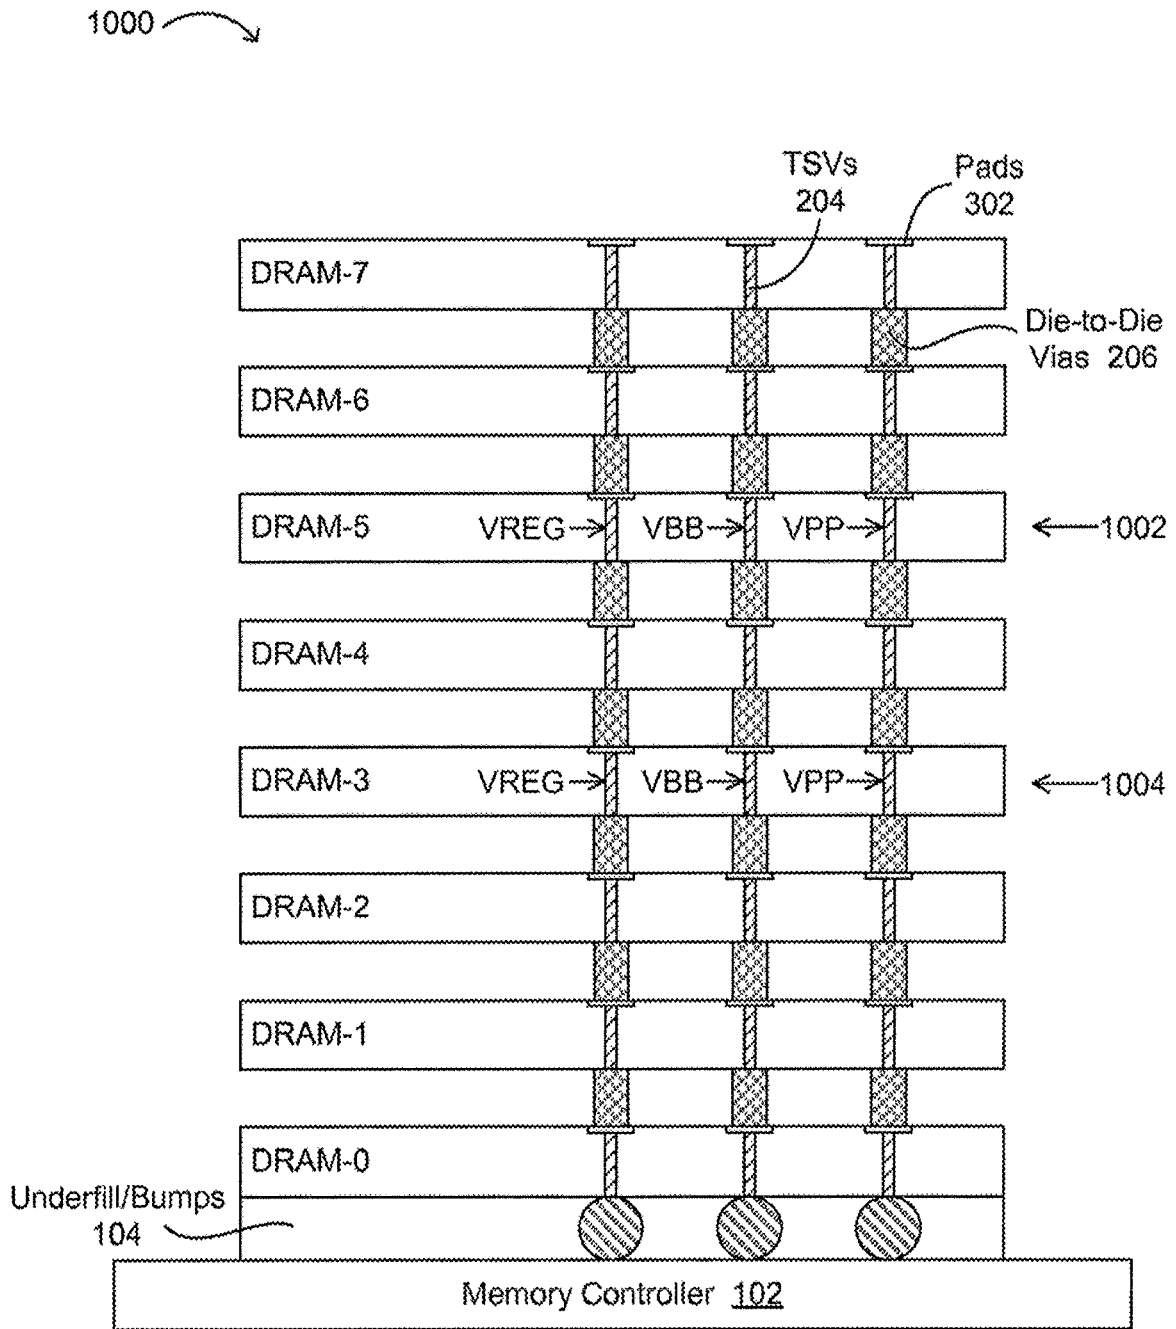 1000
TSVs
204
Pads
302
DRAM-7
Die-to-Die
Vias 206
DRAM-6
DRAM-5
VREG
VBB
VPP
1002
DRAM-4
DRAM-3
VREG
VBB
VPP
1004
DRAM-2
DRAM-1
DRAM-0
Underfill/Bumps
104
Memory Controller 102